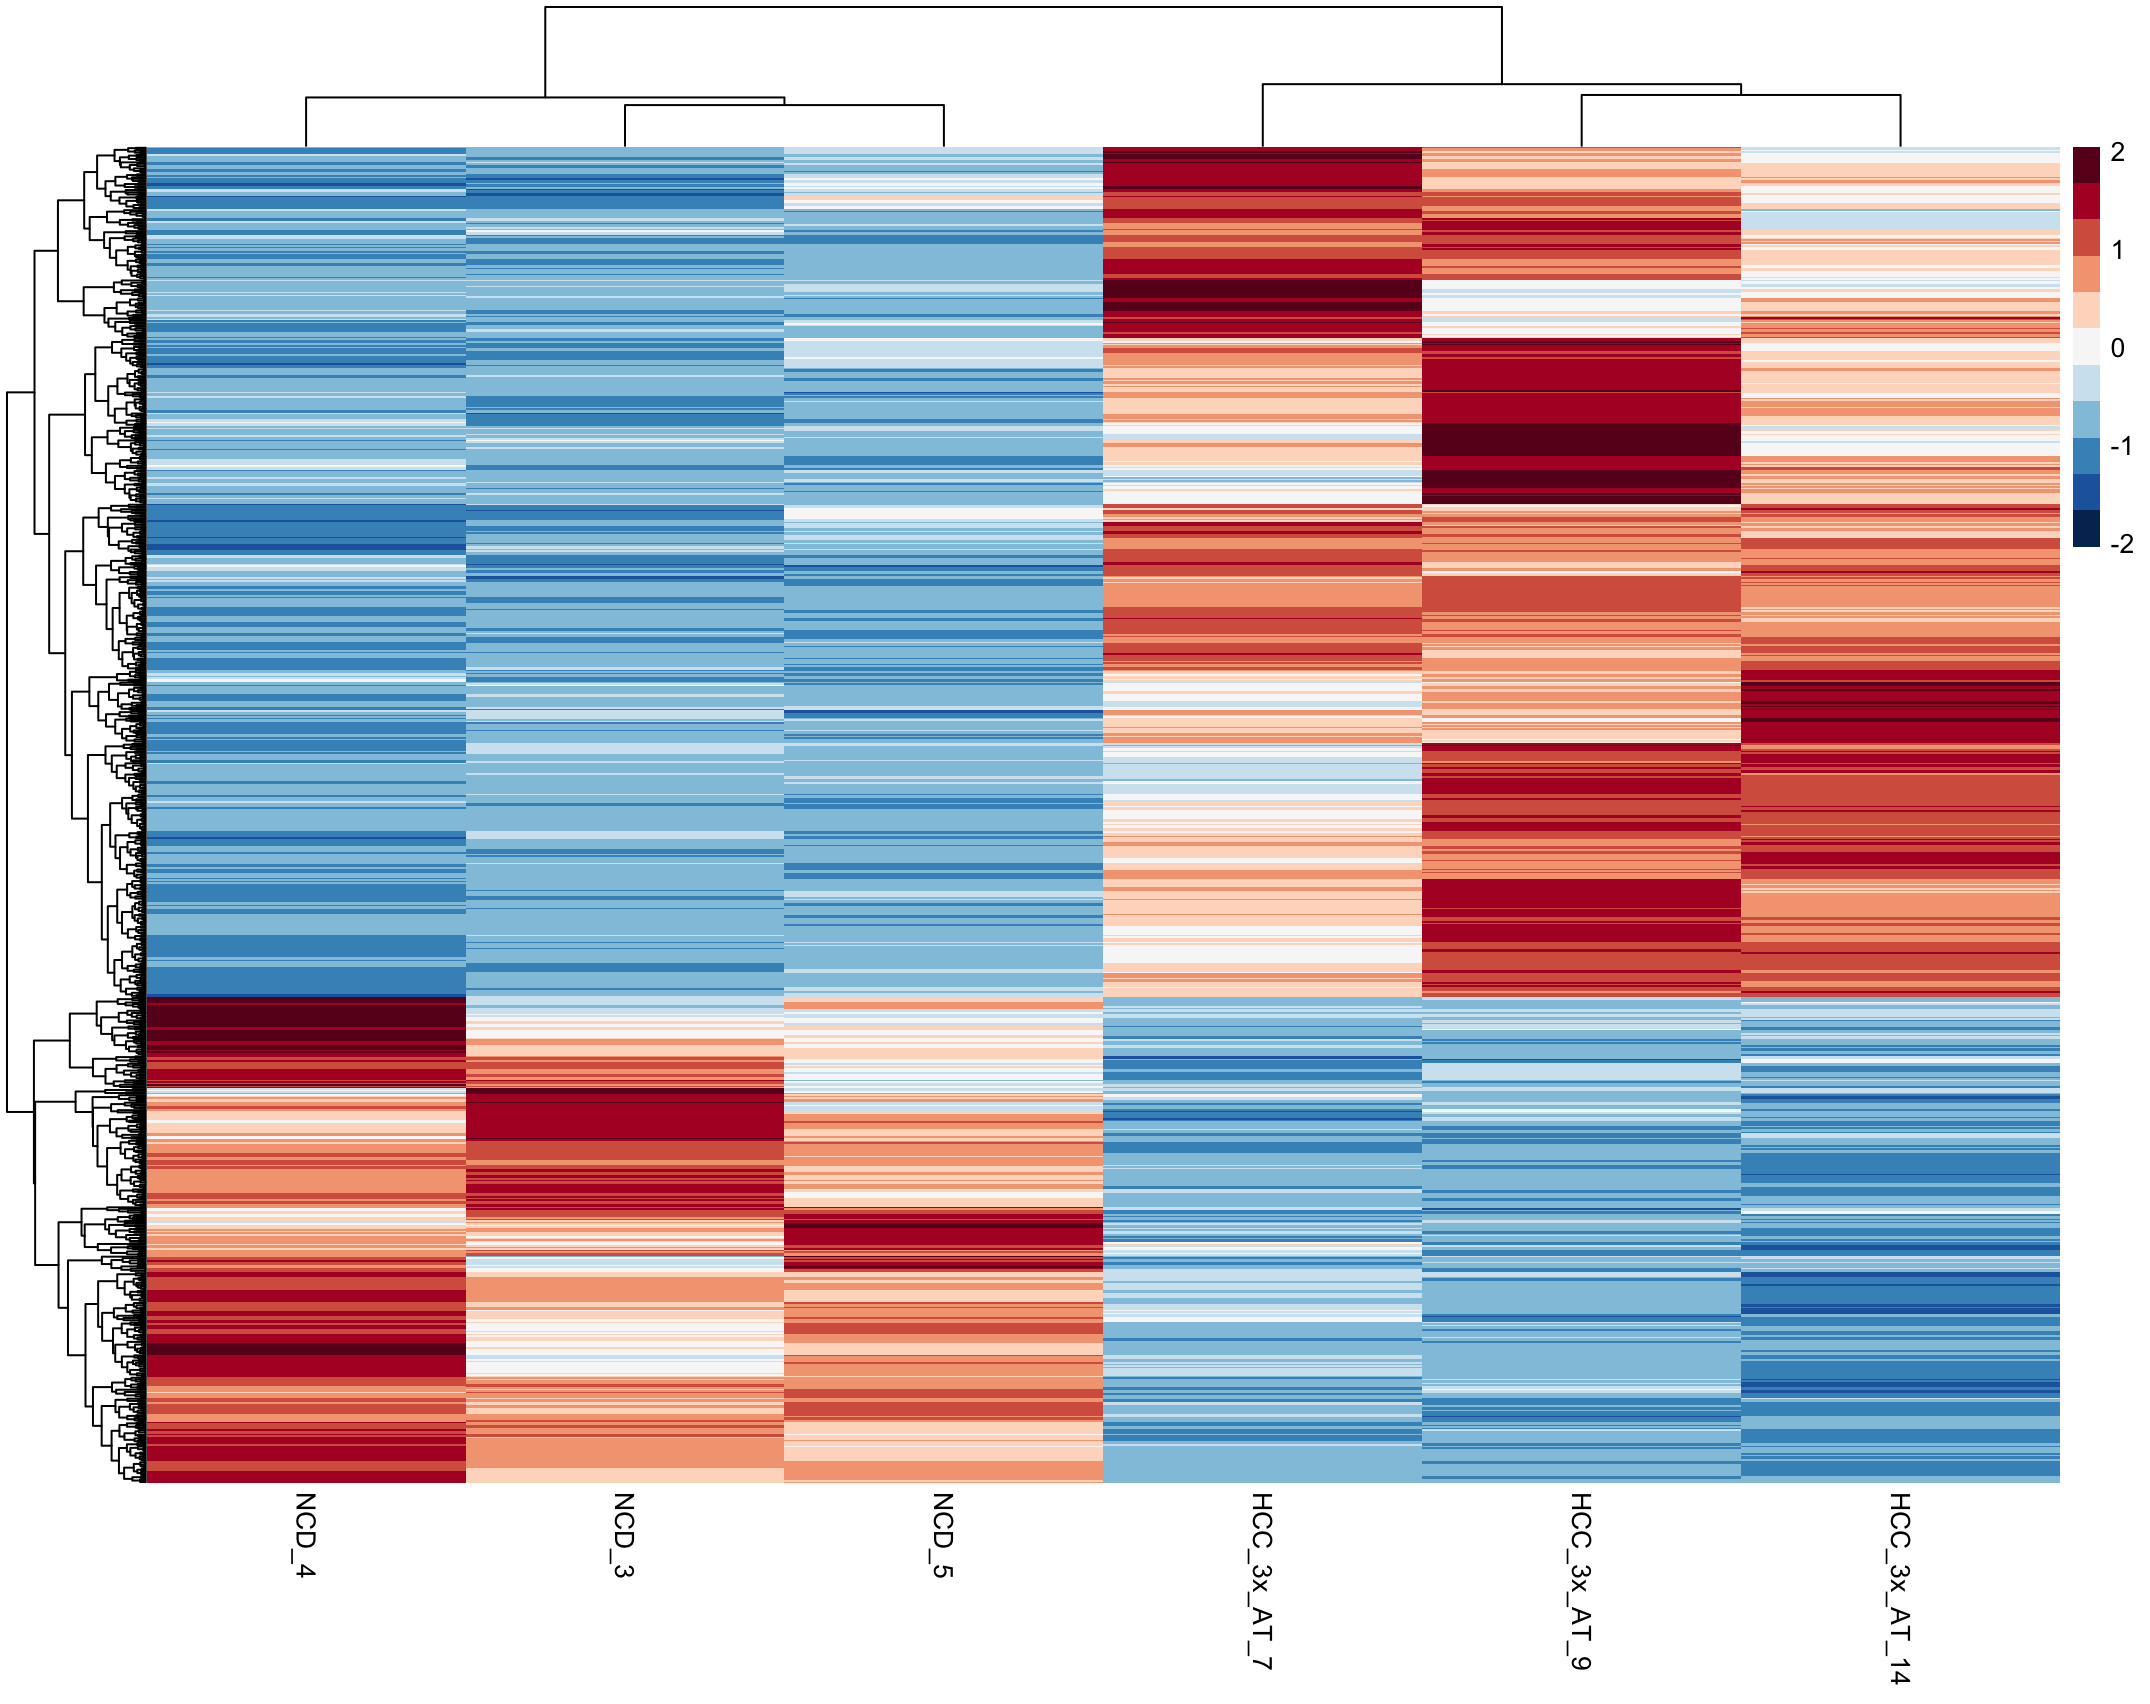 2
1
0
-1
-2
NCD_4
NCD_3
NCD_5
HCC_3x_AT_7
HCC_3x_AT_9
HCC_3x_AT_14